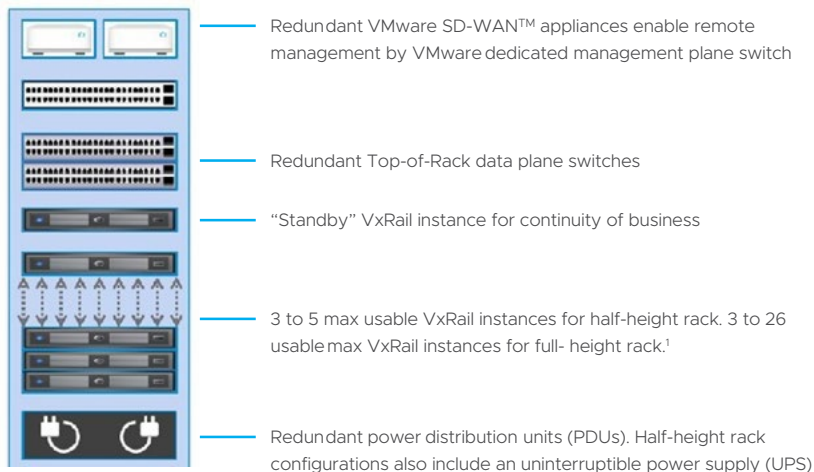 Redundant VMware SD-WAN™ appliances enable remote
management by VMware dedicated management plane switch
Redundant Top-of-Rack data plane switches
“Standby” VxRail instance for continuity of business
3 to 5 max usable VxRail instances for half-height rack. 3 to 26
usable max VxRail instances for full- height rack.¹
Redundant power distribution units (PDUs). Half-height rack
configurations also include an uninterruptible power supply (UPS)